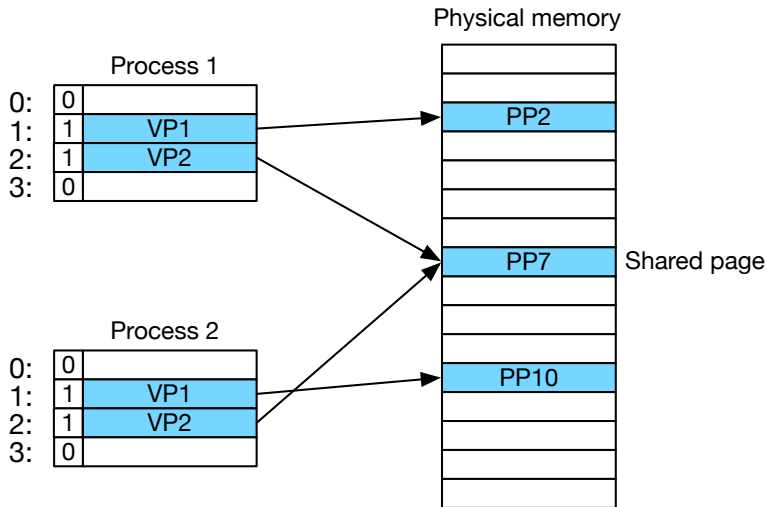 Physical memory
Process 1
0: 0
1: 1 VP1
2: 1 VP2
3: 0
PP2
PP7 Shared page
Process 2
0: 0
1: 1 VP1
2: 1 VP2
3: 0
PP10